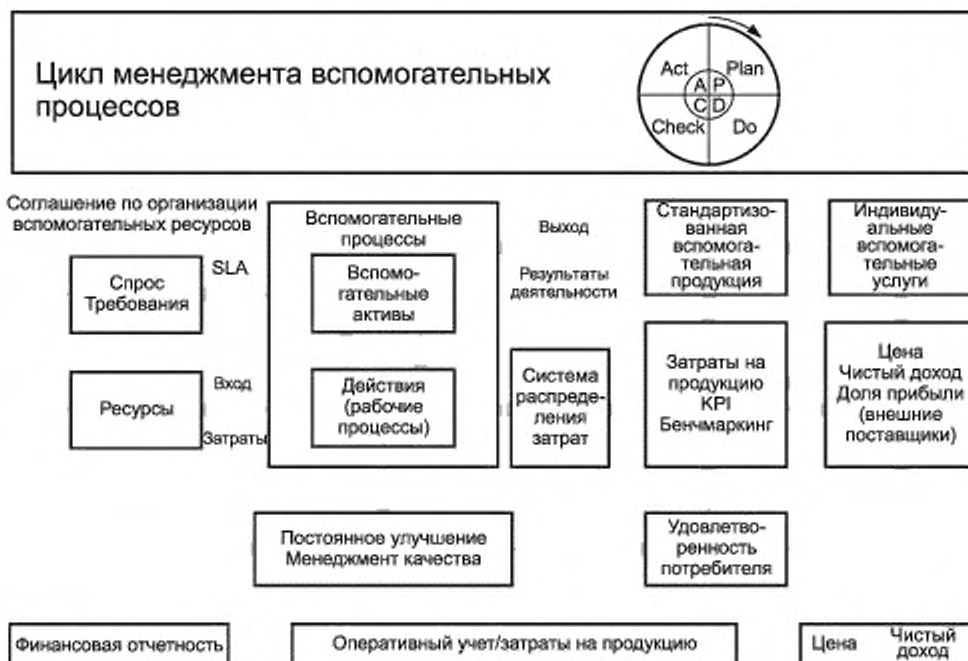 Цикл менеджмента вспомогательных
процессов
Act
Plan
A
P
C
D
Check
Do
Соглашение по организации
вспомогательных ресурсов
SLA
Спрос
Требования
Ресурсы
Вход
Затраты
Вспомогательные
процессы
Вспомо-
гательные
активы
Действия
(рабочие
процессы)
Выход
Результаты
деятельности
Система
распреде-
ления
затрат
Стандартизо-
ванная
вспомога-
тельная
продукция
Индивиду-
альные
вспомога-
тельные
услуги
Затраты на
продукцию
KPI
Бенчмаркинг
Цена
Чистый доход
Доля прибыли
(внешние
поставщики)
Постоянное улучшение
Менеджмент качества
Удовлетво-
ренность
потребителя
Финансовая отчетность
Оперативный учет/затраты на продукцию
Цена
Чистый
доход